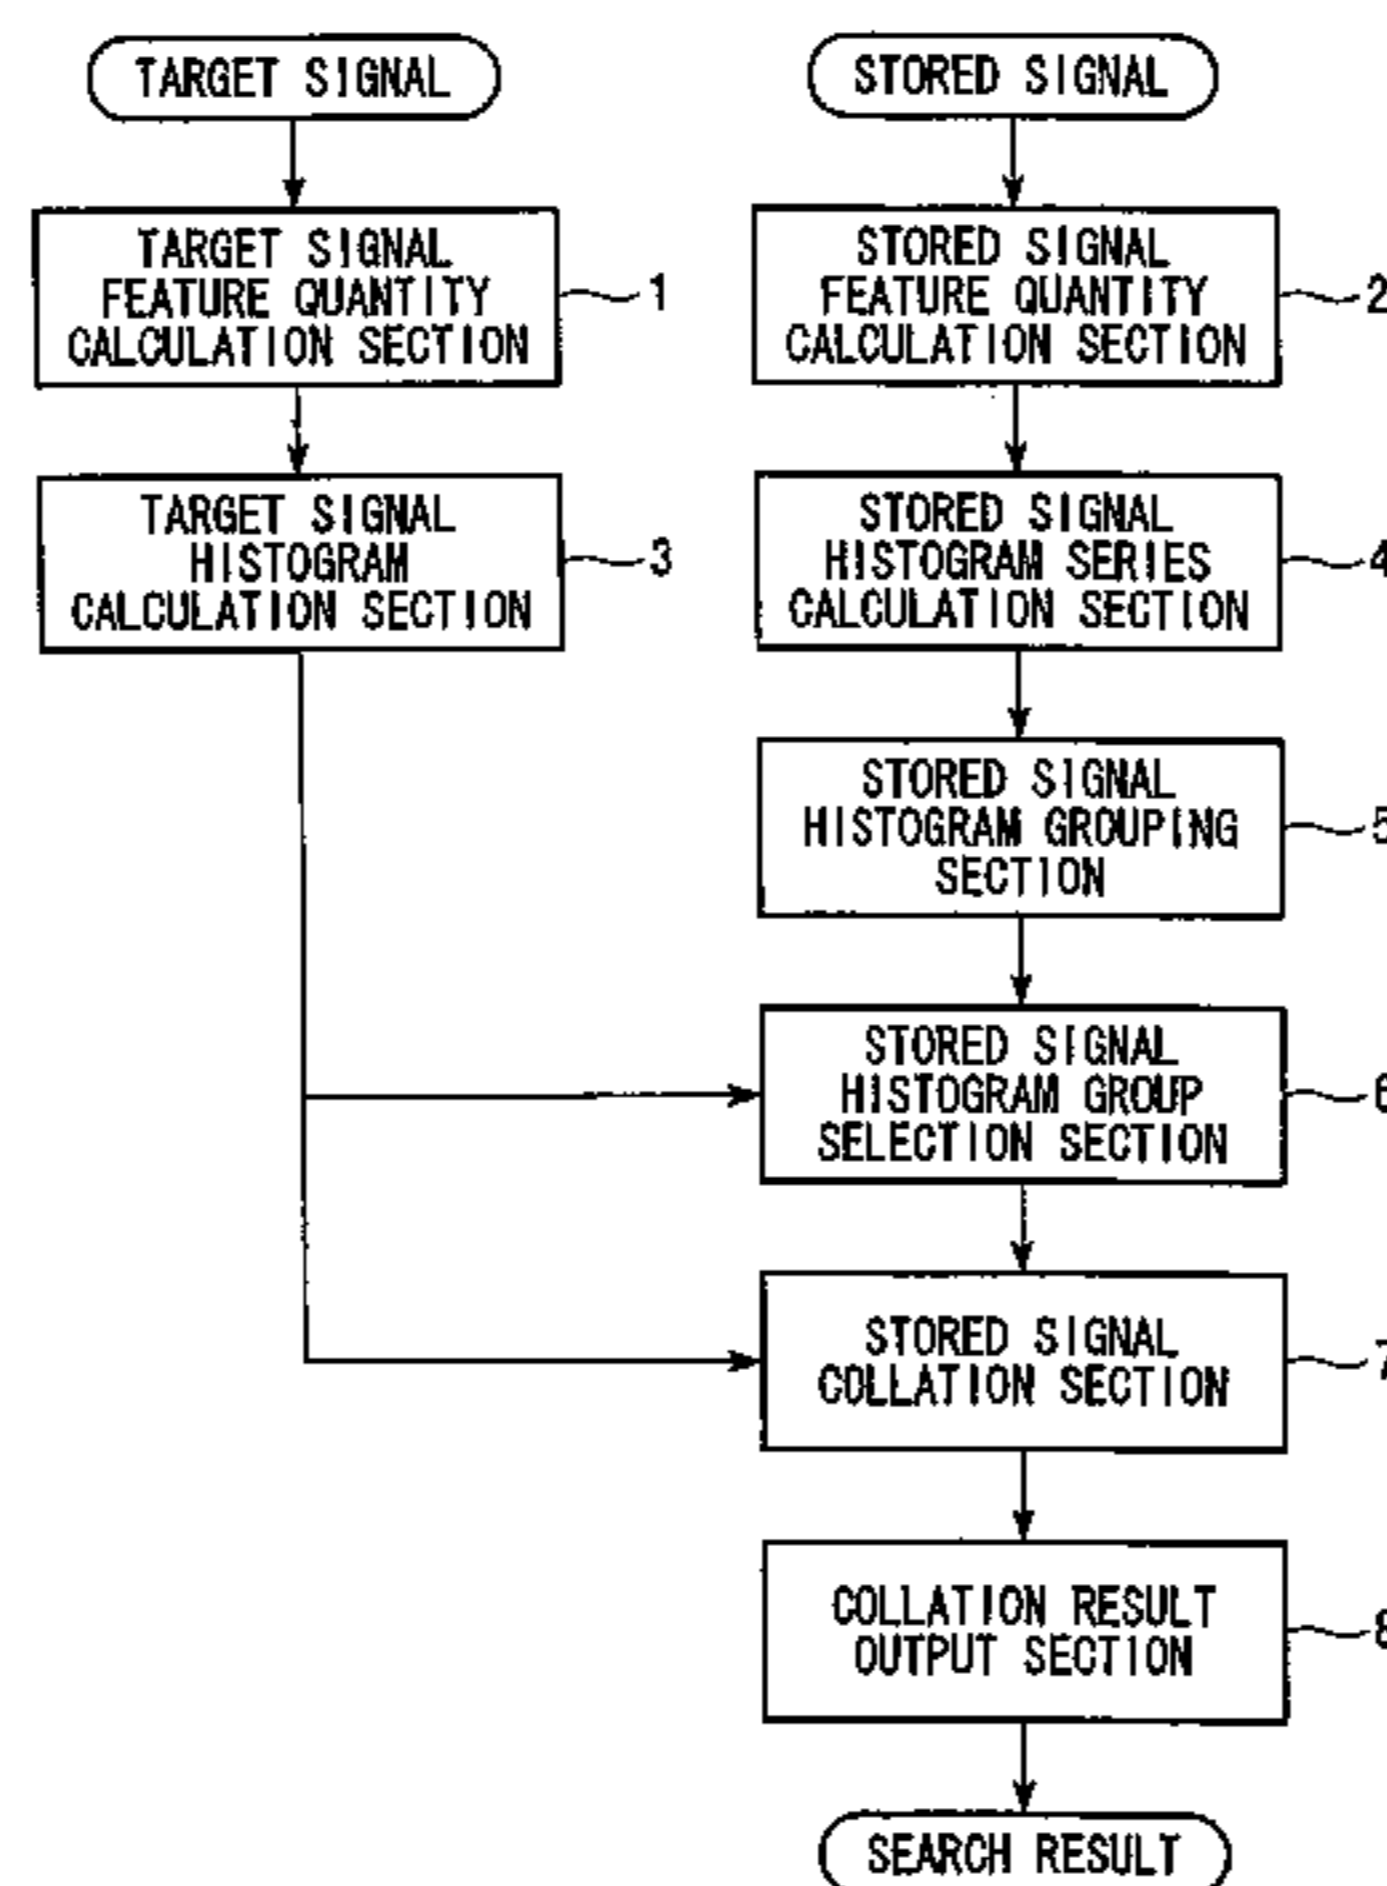 TARGET SIGNAL
STORED SIGNAL
TARGET SIGNAL
FEATURE QUANTITY
CALCULATION SECTION
1
STORED SIGNAL
FEATURE QUANTITY
CALCULATION SECTION
2
TARGET SIGNAL
HISTOGRAM
CALCULATION SECTION
3
STORED SIGNAL
HISTOGRAM SERIES
CALCULATION SECTION
4
STORED SIGNAL
HISTOGRAM GROUPING
SECTION
5
STORED SIGNAL
HISTOGRAM GROUP
SELECTION SECTION
6
STORED SIGNAL
COLLATION SECTION
7
COLLATION RESULT
OUTPUT SECTION
8
SEARCH RESULT